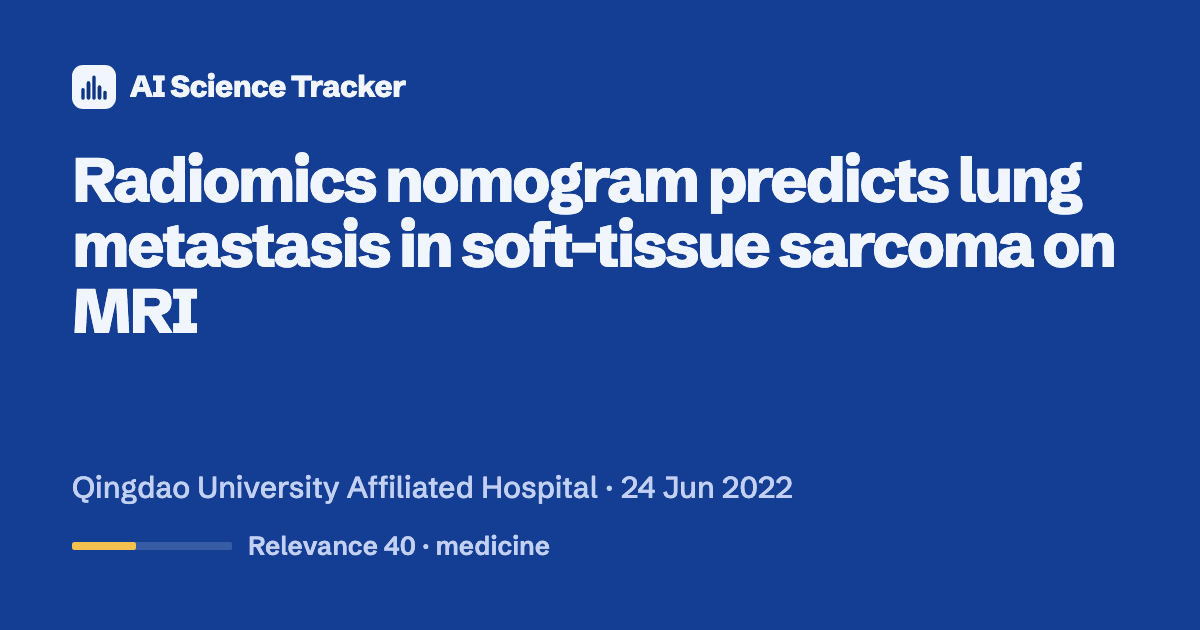 AI Science Tracker
Radiomics nomogram predicts lung
metastasis in soft-tissue sarcoma on
MRI
Qingdao University Affiliated Hospital · 24 Jun 2022
Relevance 40 · medicine